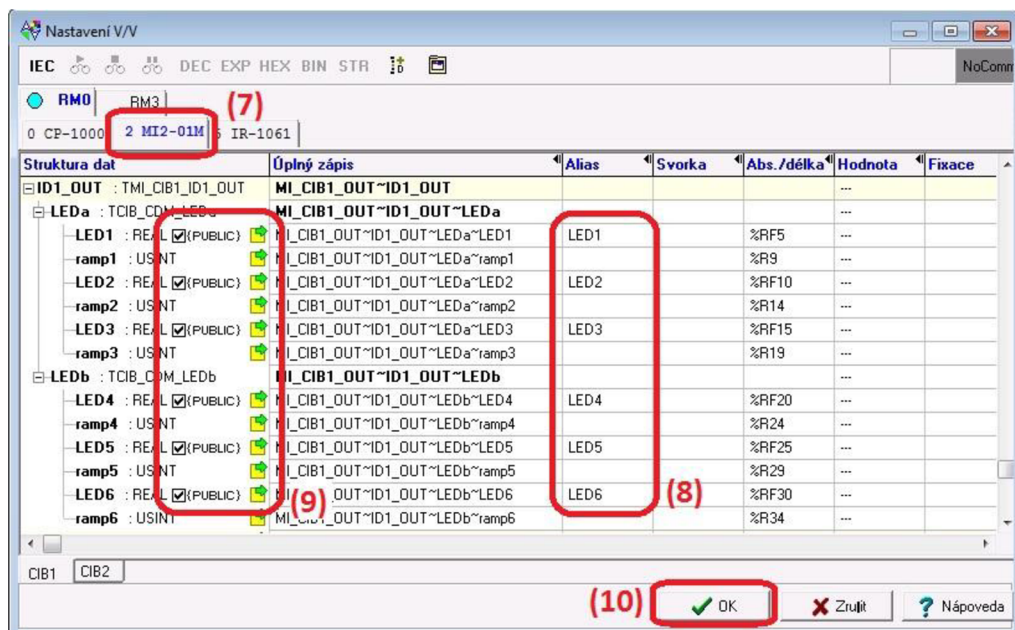 Nastavení V/V
IEC DEC EXP HEX BIN STR NoComm
RM0 RM3 (7)
0 CP-1000 2 MI2-01M IR-1061
Struktura dat Úplný zápis Alias Svorka Abs./délka Hodnota Fixace
ID1_OUT : TMI_CIB1_ID1_OUT MI_CIB1_OUT~ID1_OUT ---
LEDa : TCIB_CDM_LEDa MI_CIB1_OUT~ID1_OUT~LEDa ---
LED1 : REAL {PUBLIC} MI_CIB1_OUT~ID1_OUT~LEDa~LED1 LED1 %RF5 ---
ramp1 : USINT MI_CIB1_OUT~ID1_OUT~LEDa~ramp1 %R9 ---
LED2 : REAL {PUBLIC} MI_CIB1_OUT~ID1_OUT~LEDa~LED2 LED2 %RF10 ---
ramp2 : USINT MI_CIB1_OUT~ID1_OUT~LEDa~ramp2 %R14 ---
LED3 : REAL {PUBLIC} MI_CIB1_OUT~ID1_OUT~LEDa~LED3 LED3 %RF15 ---
ramp3 : USINT MI_CIB1_OUT~ID1_OUT~LEDa~ramp3 %R19 ---
LEDb : TCIB_CDM_LEDb MI_CIB1_OUT~ID1_OUT~LEDb ---
LED4 : REAL {PUBLIC} MI_CIB1_OUT~ID1_OUT~LEDb~LED4 LED4 %RF20 ---
ramp4 : USINT MI_CIB1_OUT~ID1_OUT~LEDb~ramp4 %R24 ---
LED5 : REAL {PUBLIC} MI_CIB1_OUT~ID1_OUT~LEDb~LED5 LED5 %RF25 ---
ramp5 : USINT MI_CIB1_OUT~ID1_OUT~LEDb~ramp5 %R29 ---
LED6 : REAL {PUBLIC} (9) MI_CIB1_OUT~ID1_OUT~LEDb~LED6 LED6 (8) %RF30 ---
ramp6 : USINT MI_CIB1_OUT~ID1_OUT~LEDb~ramp6 %R34 ---
CIB1 CIB2
(10) OK Zrušit Nápoveda